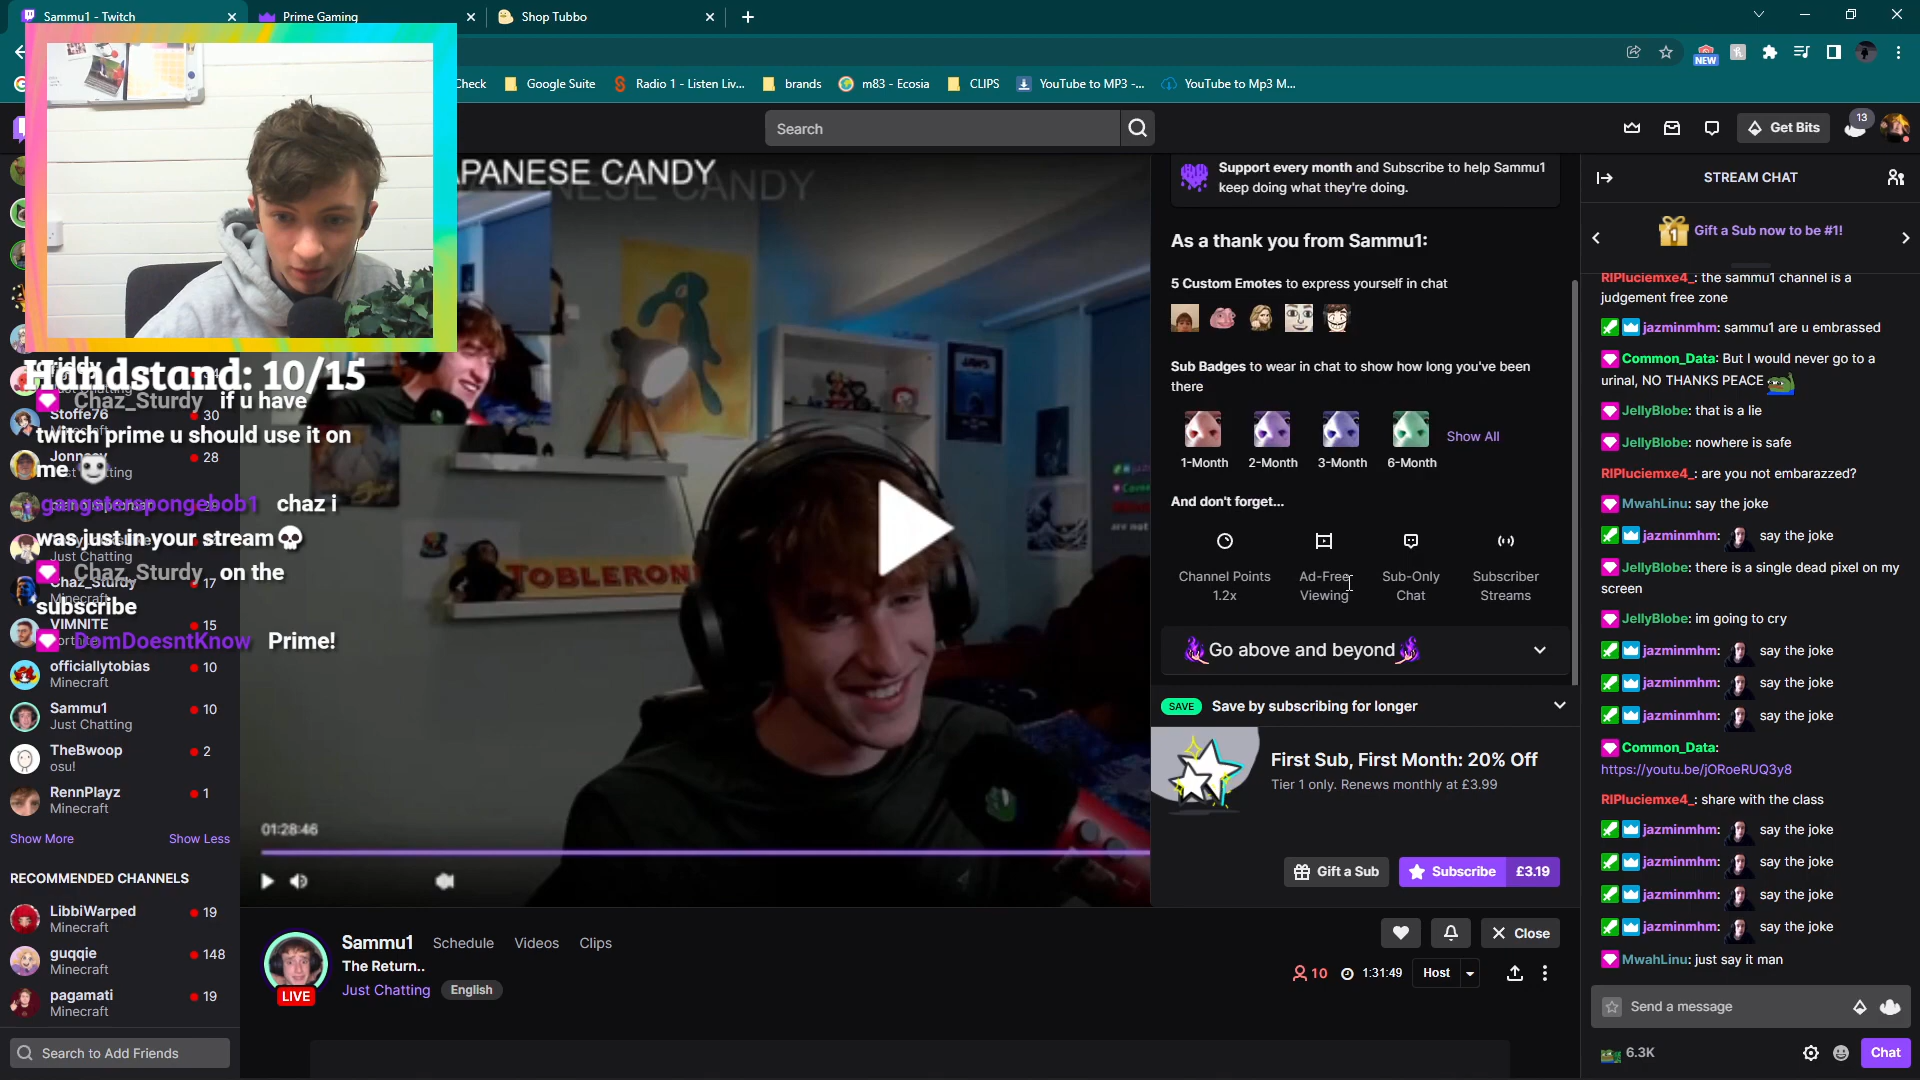 Sammu1 - Twitch
Prime Gaming
Shop Tubbo
NEW
Check
Google Suite
Radio 1 - Listen Liv...
brands
m83 - Ecosia
CLIPS
YouTube to MP3 -...
YouTube to Mp3 M...
Search
Get Bits
13
APANESE CANDY
Support every month and Subscribe to help Sammu1
keep doing what they're doing.
As a thank you from Sammu1:
5 Custom Emotes to express yourself in chat
Sub Badges to wear in chat to show how long you've been
there
1-Month
2-Month
3-Month
6-Month
Show All
And don't forget...
Channel Points
1.2x
Ad-Free
Viewing
Sub-Only
Chat
Subscriber
Streams
Go above and beyond
SAVE
Save by subscribing for longer
First Sub, First Month: 20% Off
Tier 1 only. Renews monthly at £3.99
Gift a Sub
Subscribe
£3.19
Handstand: 10/15
Chaz_Sturdy if u have
twitch prime u should use it on
me
gangsterspongebob1 chaz i
was just in your stream
Chaz_Sturdy on the
subscribe
DomDoesntKnow Prime!
Stoffe76
30
28
Just Chatting
Chaz_Sturdy
17
Minecraft
VIMNITE
15
officiallytobias
10
Minecraft
Sammu1
10
Just Chatting
TheBwoop
2
osu!
RennPlayz
1
Minecraft
Show More
Show Less
RECOMMENDED CHANNELS
LibbiWarped
19
Minecraft
guqqie
148
Minecraft
pagamati
19
Minecraft
Search to Add Friends
JAWS
TOBLERONE
01:28:46
Sammu1
Schedule
Videos
Clips
The Return..
Just Chatting
English
LIVE
Close
10
1:31:49
Host
STREAM CHAT
1
Gift a Sub now to be #1!
RIPluciemxe4_: the sammu1 channel is a
judgement free zone
jazminmhm: sammu1 are u embrassed
Common_Data: But I would never go to a
urinal, NO THANKS PEACE
JellyBlobe: that is a lie
JellyBlobe: nowhere is safe
RIPluciemxe4_: are you not embarazzed?
MwahLinu: say the joke
jazminmhm: say the joke
JellyBlobe: there is a single dead pixel on my
screen
JellyBlobe: im going to cry
jazminmhm: say the joke
jazminmhm: say the joke
jazminmhm: say the joke
Common_Data:
https://youtu.be/jORoeRUQ3y8
RIPluciemxe4_: share with the class
jazminmhm: say the joke
jazminmhm: say the joke
jazminmhm: say the joke
jazminmhm: say the joke
MwahLinu: just say it man
Send a message
6.3K
Chat